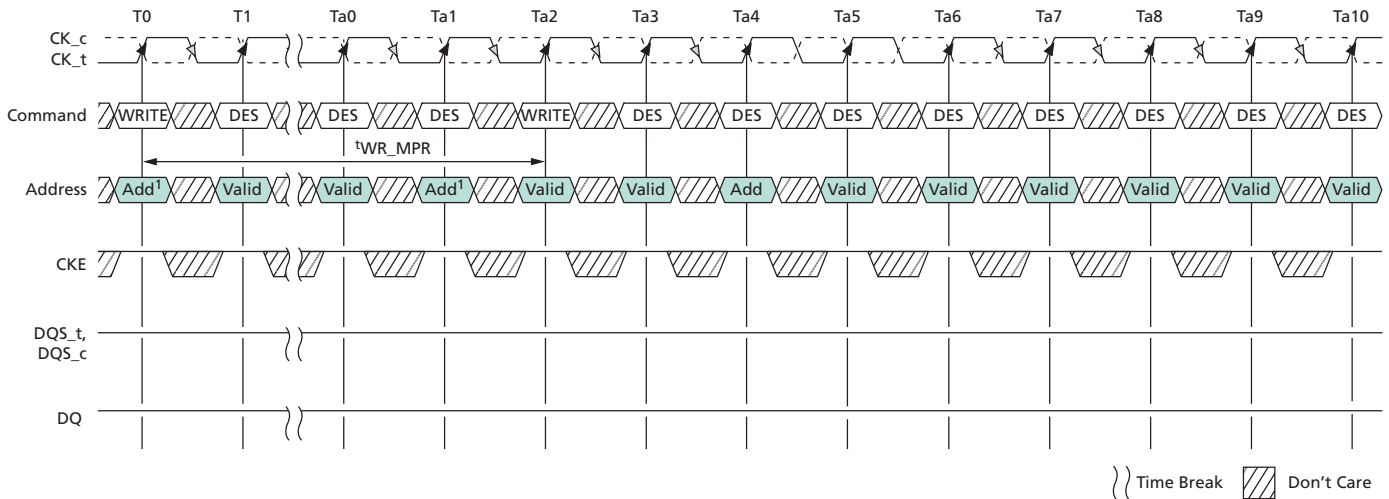 T0 T1 Ta0 Ta1 Ta2 Ta3 Ta4 Ta5 Ta6 Ta7 Ta8 Ta9 Ta10
CK_c
CK_t
Command WRITE DES DES DES WRITE DES DES DES DES DES DES DES DES
tWR_MPR
Address Add1 Valid Valid Add1 Valid Valid Add Valid Valid Valid Valid Valid Valid
CKE
DQS_t,
DQS_c
DQ
Time Break Don't Care